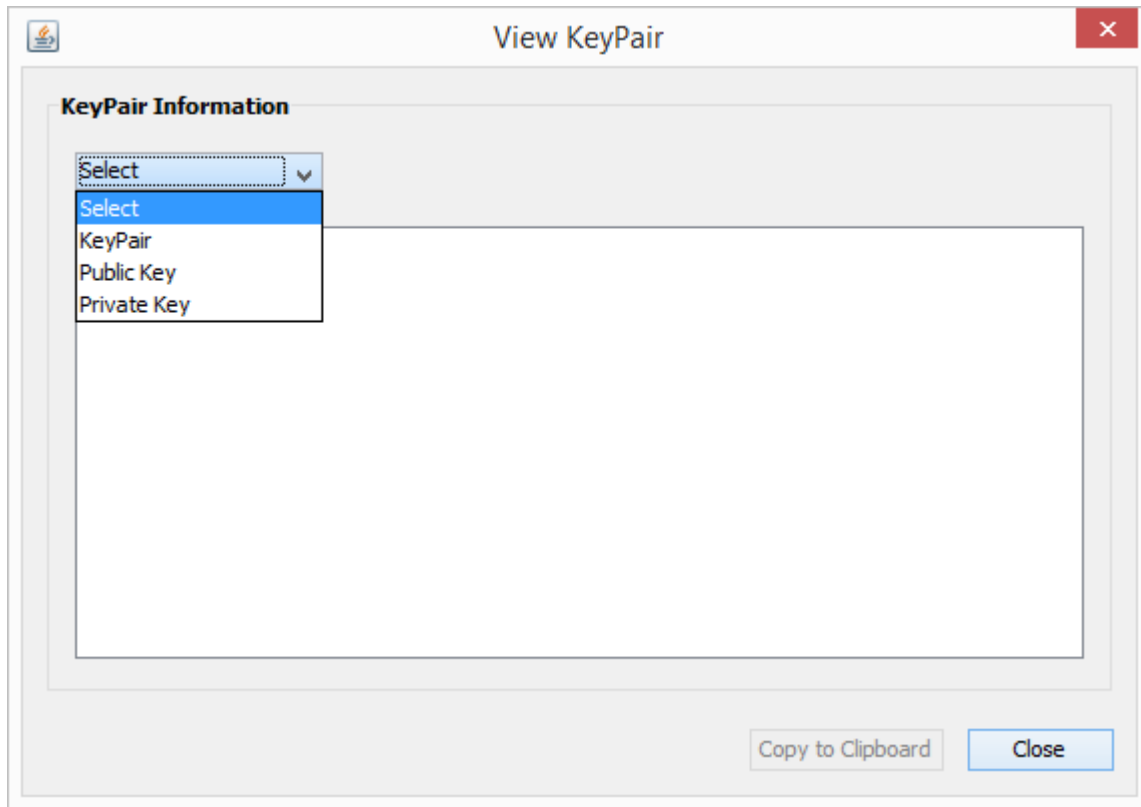 View KeyPair
KeyPair Information
Select
Select
KeyPair
Public Key
Private Key
Copy to Clipboard
Close